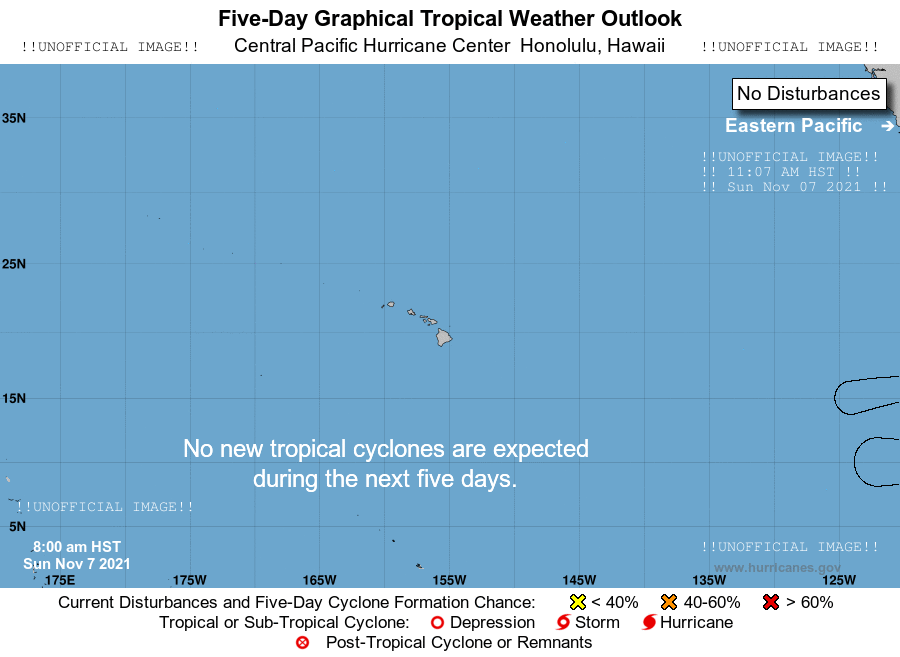 Five-Day Graphical Tropical Weather Outlook
!!UNOFFICIAL IMAGE!! Central Pacific Hurricane Center Honolulu, Hawaii !!UNOFFICIAL IMAGE!!
No Disturbances
35N
Eastern Pacific
!!UNOFFICIAL IMAGE!!
!! 11:07 AM HST !!
!! Sun Nov 07 2021 !!
25N
15N
No new tropical cyclones are expected
during the next five days.
!!UNOFFICIAL IMAGE!!
5N
8:00 am HST
Sun Nov 7 2021
!!UNOFFICIAL IMAGE!!
www.hurricanes.gov
175E 175W 165W 155W 145W 135W 125W
Current Disturbances and Five-Day Cyclone Formation Chance: < 40% 40-60% > 60%
Tropical or Sub-Tropical Cyclone: Depression Storm Hurricane
Post-Tropical Cyclone or Remnants